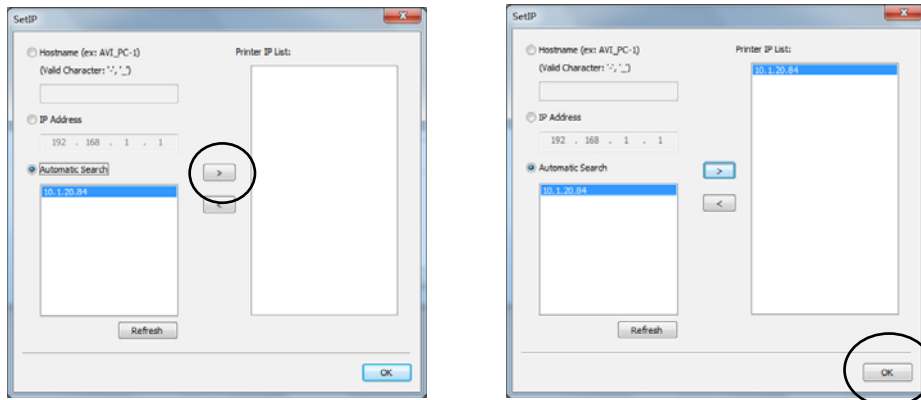 SetIP
Hostname (ex: AVI_PC-1)
(Valid Character: '-', '_')
Printer IP List:
IP Address
192 . 168 . 1 . 1
Automatic Search
10.1.20.84
>
<
Refresh
OK
SetIP
Hostname (ex: AVI_PC-1)
(Valid Character: '-', '_')
Printer IP List:
10.1.20.84
IP Address
192 . 168 . 1 . 1
Automatic Search
10.1.20.84
>
<
Refresh
OK